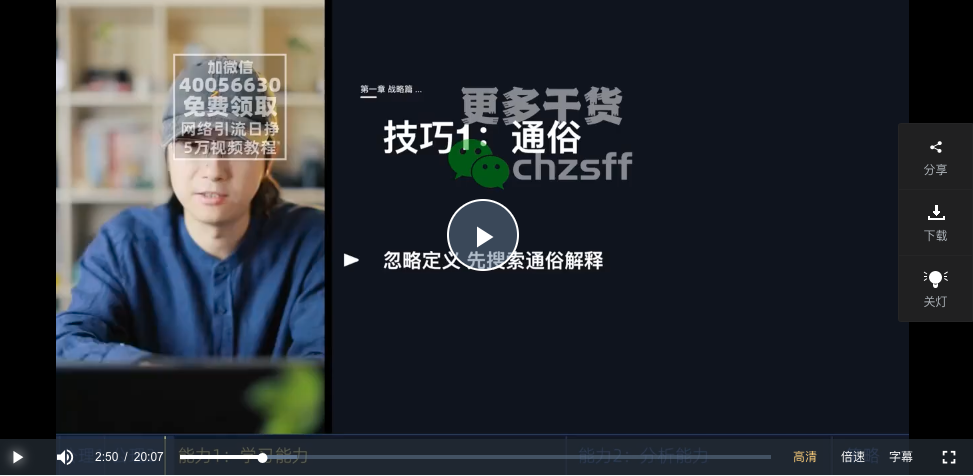 加微信
40056630
免费领取
网络引流日挣
5万视频教程
第一章 战略篇 ...
更多干货
技巧1：通俗
chzsff
忽略定义 先搜索通俗解释
分享
下载
关灯
能力1：学习能力
能力2：分析能力
2:50 / 20:07
高清
倍速
字幕